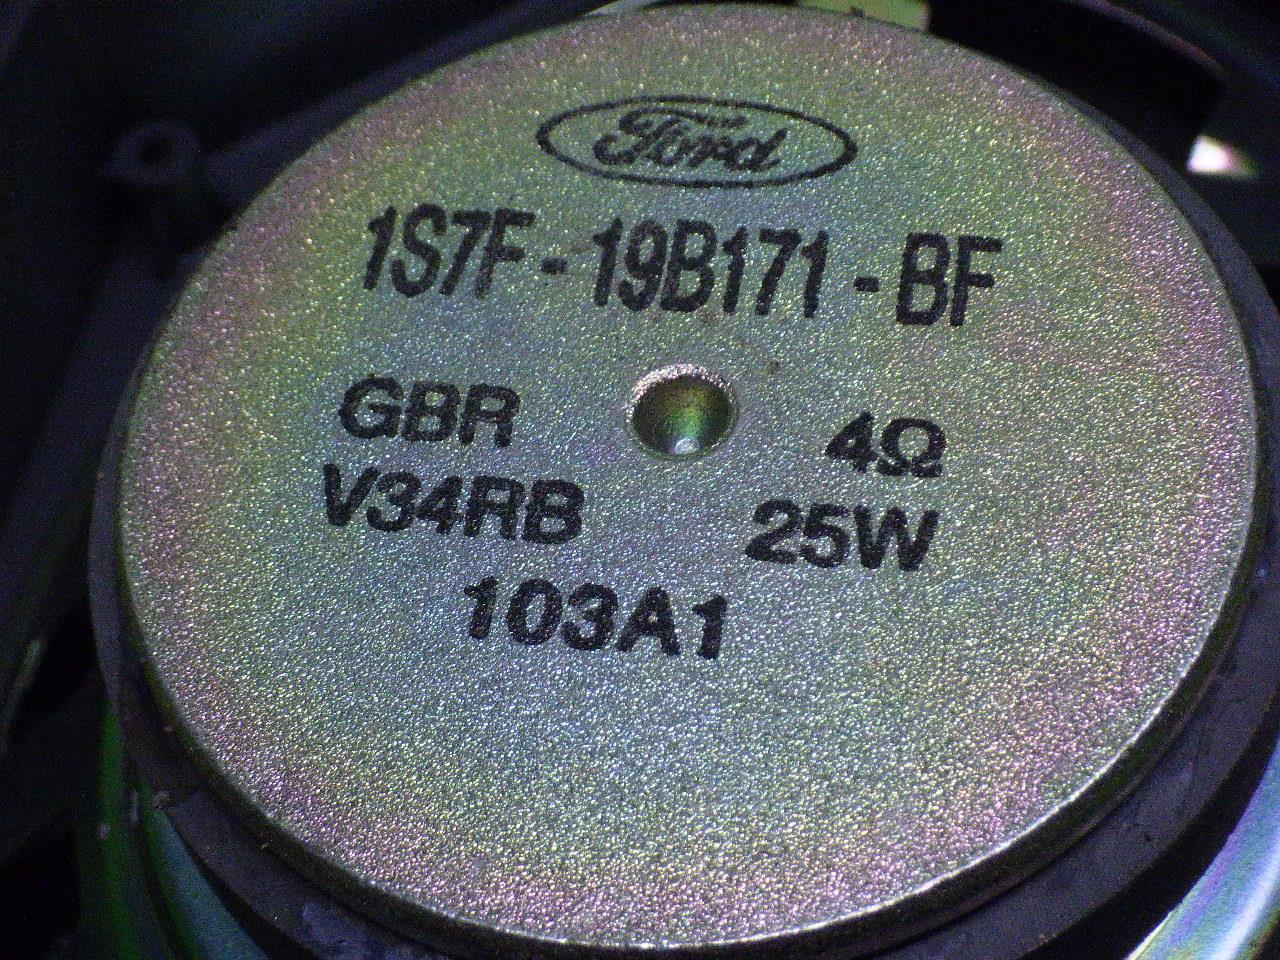 Ford
1S7F-19B171-BF
GBR 4Ω
V34RB 25W
103A1